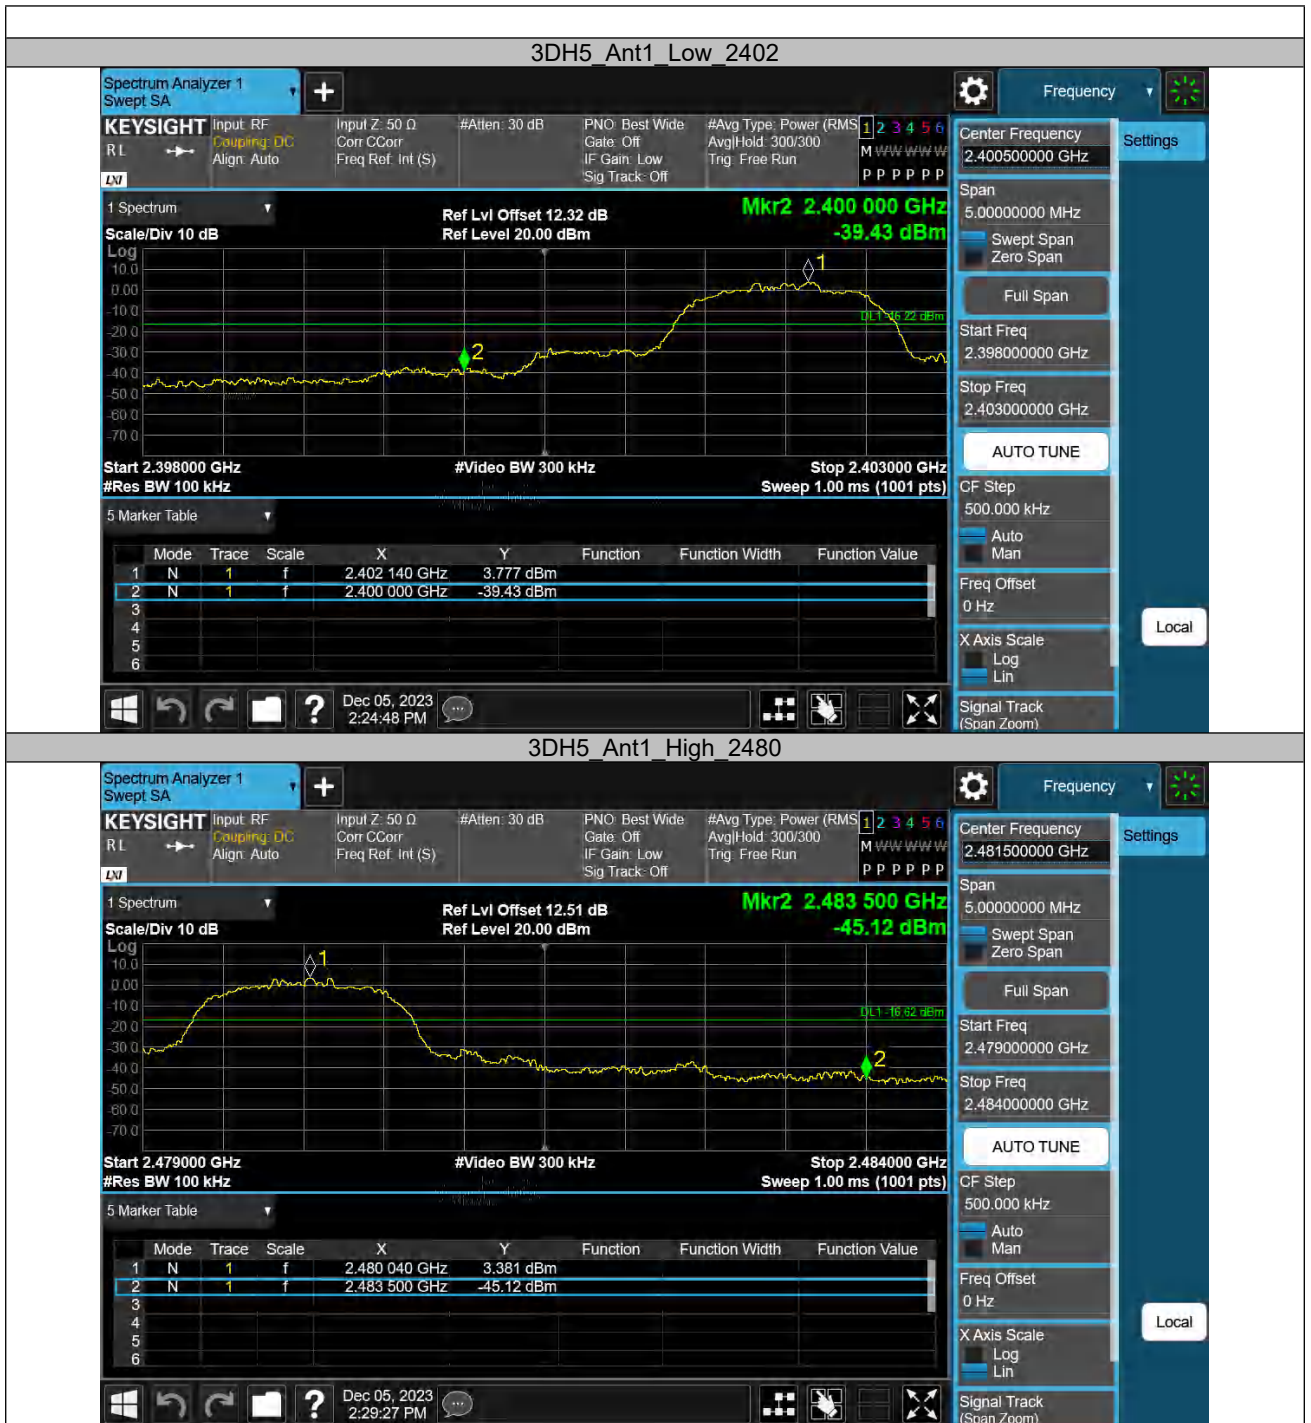 3DH5_Ant1_Low_2402
Spectrum Analyzer 1
Swept SA
Frequency
KEYSIGHT
RL
LXI
Input: RF
Coupling: DC
Align: Auto
Input Z: 50 Ω
Corr CCorr
Freq Ref: Int (S)
#Atten: 30 dB
PNO: Best Wide
Gate: Off
IF Gain: Low
Sig Track: Off
#Avg Type: Power (RMS
Avg|Hold: 300/300
Trig: Free Run
1 2 3 4 5 6
M W W W W W
P P P P P P
Center Frequency
2.400500000 GHz
Settings
Span
5.00000000 MHz
Swept Span
Zero Span
Full Span
Start Freq
2.398000000 GHz
Stop Freq
2.403000000 GHz
AUTO TUNE
CF Step
500.000 kHz
Auto
Man
Freq Offset
0 Hz
X Axis Scale
Log
Lin
Signal Track
(Span Zoom)
Local
1 Spectrum
Scale/Div 10 dB
Ref Lvl Offset 12.32 dB
Ref Level 20.00 dBm
Mkr2 2.400 000 GHz
-39.43 dBm
Log
10.0
0.00
-10.0
-20.0
-30.0
-40.0
-50.0
-60.0
-70.0
1
2
DL1 -16.22 dBm
Start 2.398000 GHz
#Res BW 100 kHz
#Video BW 300 kHz
Stop 2.403000 GHz
Sweep 1.00 ms (1001 pts)
5 Marker Table
Mode Trace Scale X Y Function Function Width Function Value
1 N 1 f 2.402 140 GHz 3.777 dBm
2 N 1 f 2.400 000 GHz -39.43 dBm
3
4
5
6
?
Dec 05, 2023
2:24:48 PM
3DH5_Ant1_High_2480
Spectrum Analyzer 1
Swept SA
Frequency
KEYSIGHT
RL
LXI
Input: RF
Coupling: DC
Align: Auto
Input Z: 50 Ω
Corr CCorr
Freq Ref: Int (S)
#Atten: 30 dB
PNO: Best Wide
Gate: Off
IF Gain: Low
Sig Track: Off
#Avg Type: Power (RMS
Avg|Hold: 300/300
Trig: Free Run
1 2 3 4 5 6
M W W W W W
P P P P P P
Center Frequency
2.481500000 GHz
Settings
Span
5.00000000 MHz
Swept Span
Zero Span
Full Span
Start Freq
2.479000000 GHz
Stop Freq
2.484000000 GHz
AUTO TUNE
CF Step
500.000 kHz
Auto
Man
Freq Offset
0 Hz
X Axis Scale
Log
Lin
Signal Track
(Span Zoom)
Local
1 Spectrum
Scale/Div 10 dB
Ref Lvl Offset 12.51 dB
Ref Level 20.00 dBm
Mkr2 2.483 500 GHz
-45.12 dBm
Log
10.0
0.00
-10.0
-20.0
-30.0
-40.0
-50.0
-60.0
-70.0
1
2
DL1 -16.62 dBm
Start 2.479000 GHz
#Res BW 100 kHz
#Video BW 300 kHz
Stop 2.484000 GHz
Sweep 1.00 ms (1001 pts)
5 Marker Table
Mode Trace Scale X Y Function Function Width Function Value
1 N 1 f 2.480 040 GHz 3.381 dBm
2 N 1 f 2.483 500 GHz -45.12 dBm
3
4
5
6
?
Dec 05, 2023
2:29:27 PM